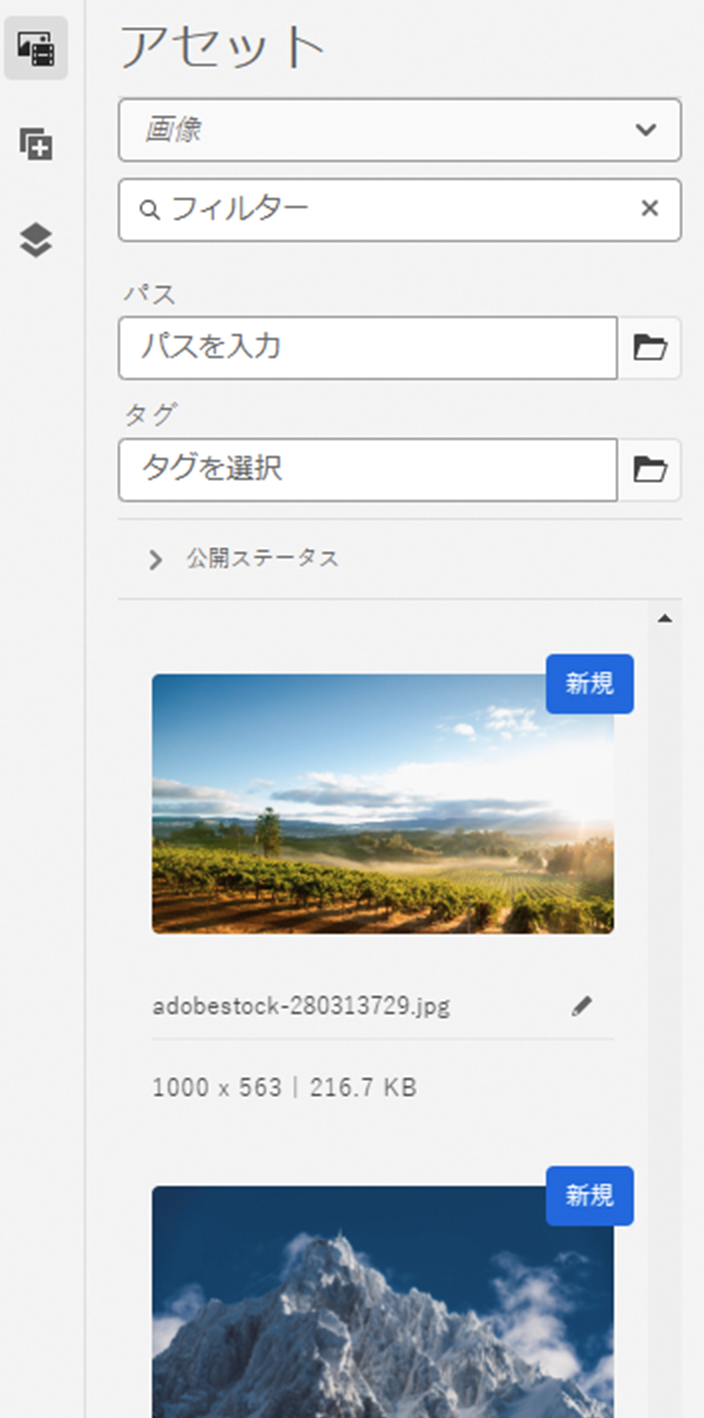 アセット
画像
フィルター
パス
パスを入力
タグ
タグを選択
公開ステータス
新規
adobestock-280313729.jpg
1000 x 563 | 216.7 KB
新規